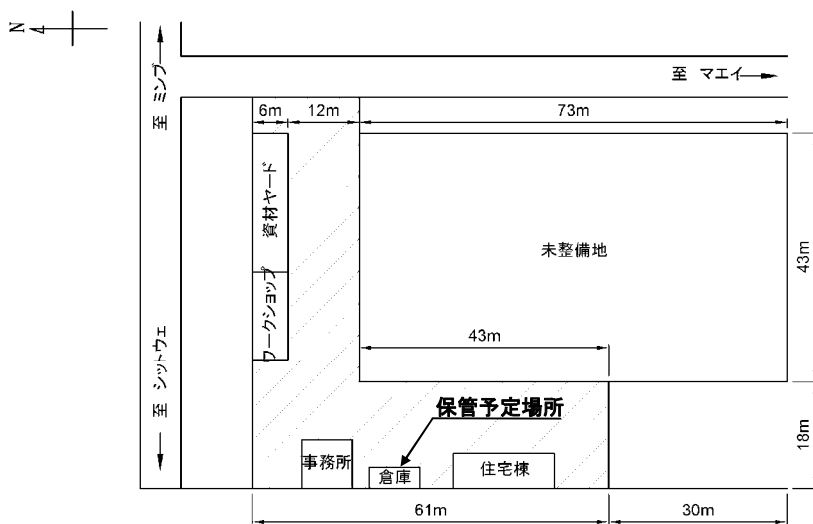 N
至 ミンブ
至 マエイ
6m
12m
73m
資材ヤード
ワークショップ
未整備地
43m
43m
至 シットウェ
保管予定場所
18m
事務所
倉庫
住宅棟
61m
30m